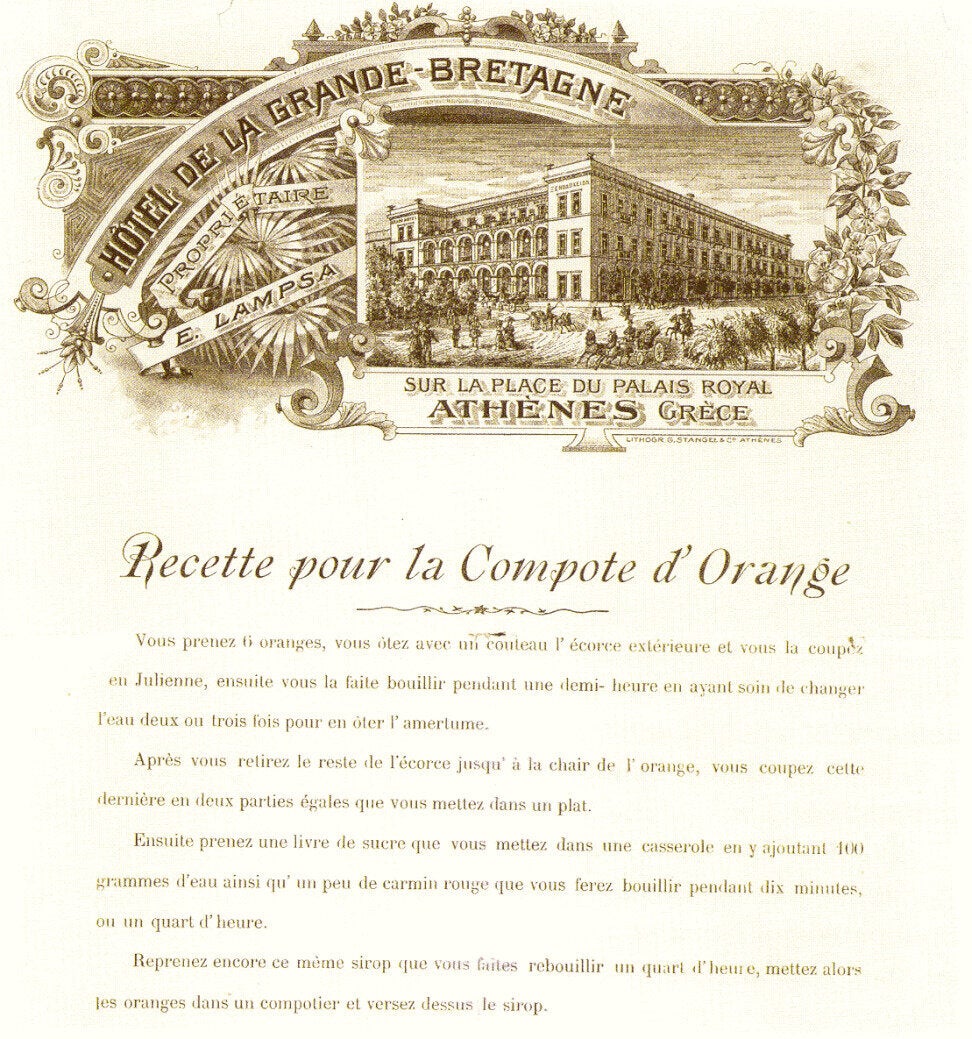 HÔTEL DE LA GRANDE-BRETAGNE
PROPRIÉTAIRE
E. LAMPSA
SUR LA PLACE DU PALAIS ROYAL
ATHÈNES GRÈCE
LITHOGR. G. STANGEL & Cº ATHÈNES
Recette pour la Compote d'Orange
Vous prenez 6 oranges, vous ôtez avec un couteau l'écorce extérieure et vous la coupez
en Julienne, ensuite vous la faite bouillir pendant une demi-heure en ayant soin de changer
l'eau deux ou trois fois pour en ôter l'amertume.
Après vous retirez le reste de l'écorce jusqu'à la chair de l'orange, vous coupez cette
dernière en deux parties égales que vous mettez dans un plat.
Ensuite prenez une livre de sucre que vous mettez dans une casserole en y ajoutant 100
grammes d'eau ainsi qu'un peu de carmin rouge que vous ferez bouillir pendant dix minutes,
ou un quart d'heure.
Reprenez encore ce même sirop que vous faites rebouillir un quart d'heure, mettez alors
les oranges dans un compotier et versez dessus le sirop.